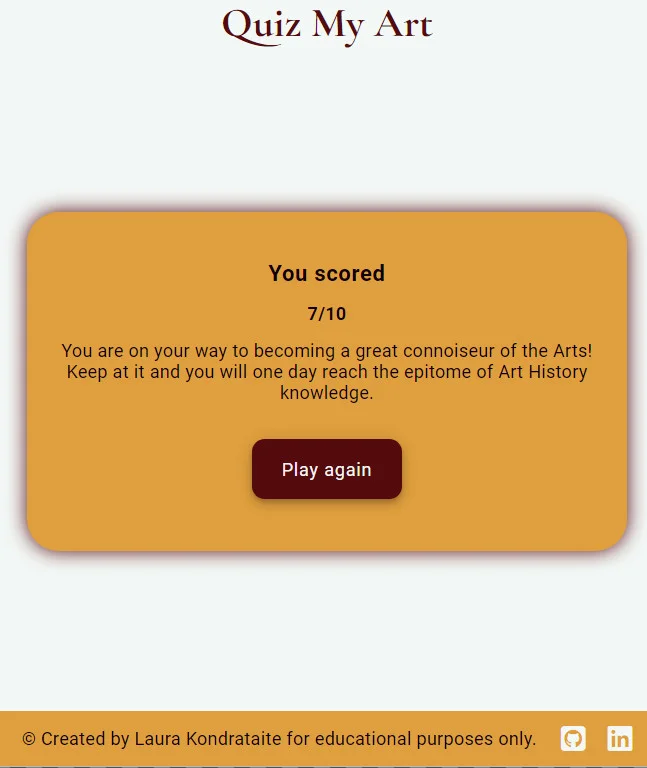 Quiz My Art
You scored
7/10
You are on your way to becoming a great connoiseur of the Arts!
Keep at it and you will one day reach the epitome of Art History
knowledge.
Play again
© Created by Laura Kondrataite for educational purposes only.
in